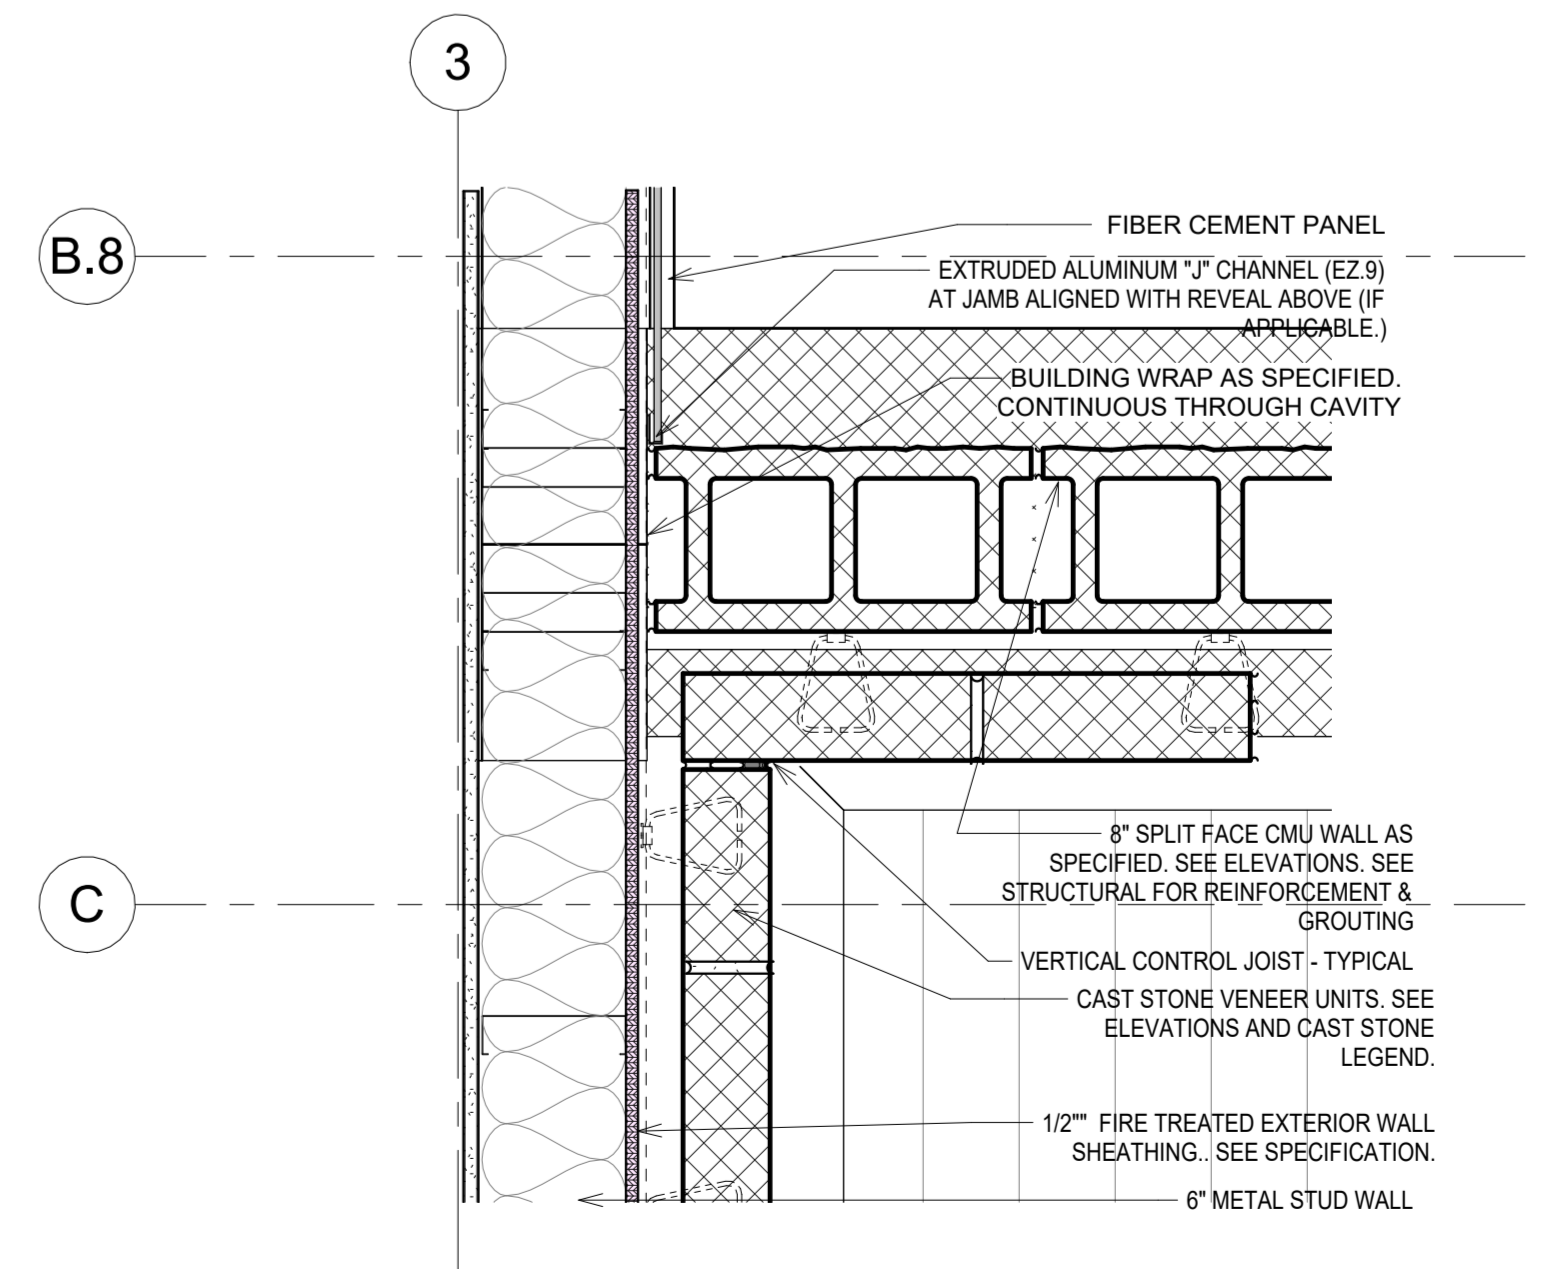 3
B.8
FIBER CEMENT PANEL
EXTRUDED ALUMINUM "J" CHANNEL (EZ.9)
AT JAMB ALIGNED WITH REVEAL ABOVE (IF
APPLICABLE.)
BUILDING WRAP AS SPECIFIED.
CONTINUOUS THROUGH CAVITY
C
8" SPLIT FACE CMU WALL AS
SPECIFIED. SEE ELEVATIONS. SEE
STRUCTURAL FOR REINFORCEMENT &
GROUTING
VERTICAL CONTROL JOIST - TYPICAL
CAST STONE VENEER UNITS. SEE
ELEVATIONS AND CAST STONE
LEGEND.
1/2"" FIRE TREATED EXTERIOR WALL
SHEATHING.. SEE SPECIFICATION.
6" METAL STUD WALL